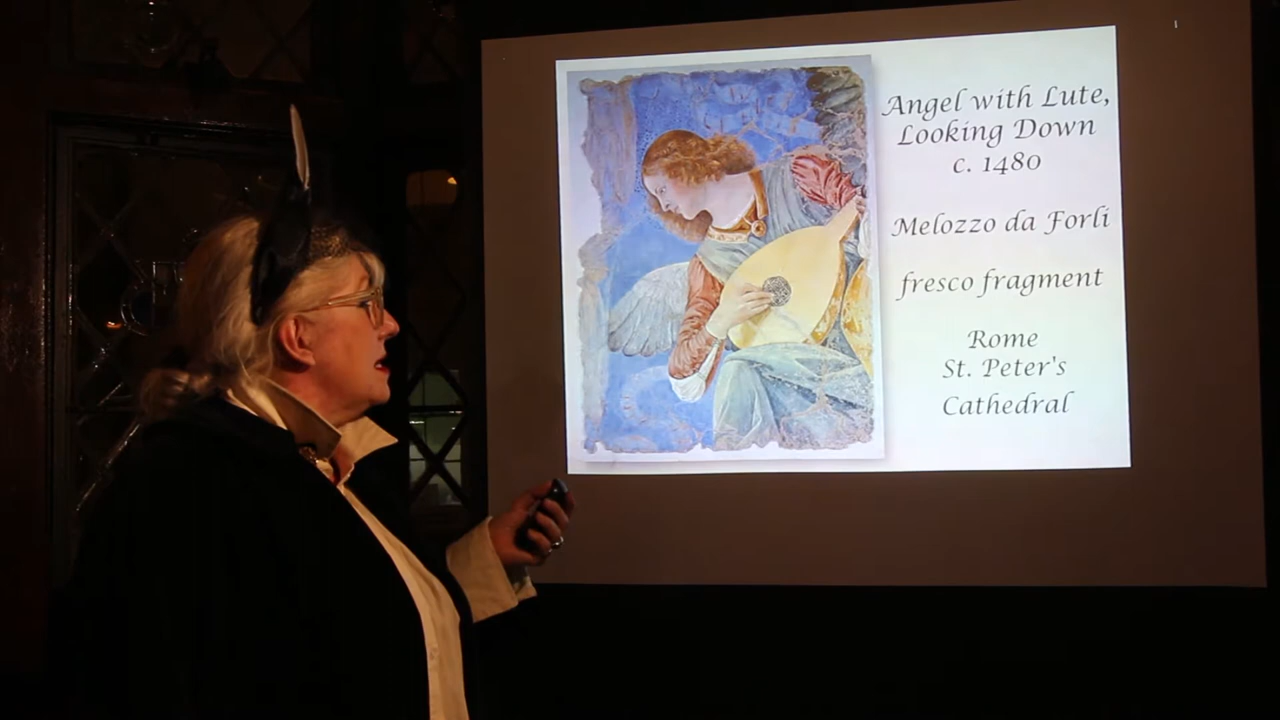 Angel with Lute,
Looking Down
c. 1480
Melozzo da Forli
fresco fragment
Rome
St. Peter's
Cathedral